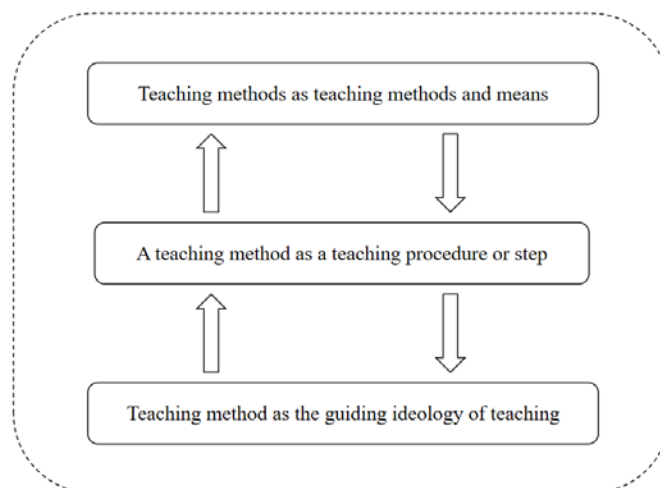 Teaching methods as teaching methods and means
A teaching method as a teaching procedure or step
Teaching method as the guiding ideology of teaching